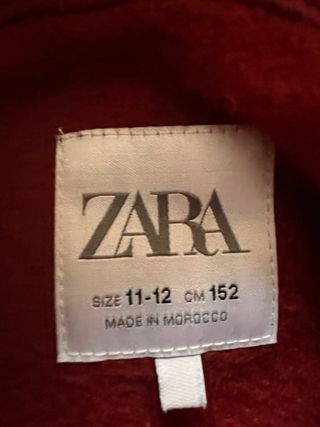 ZARA
SIZE 11-12 CM 152
MADE IN MOROCCO